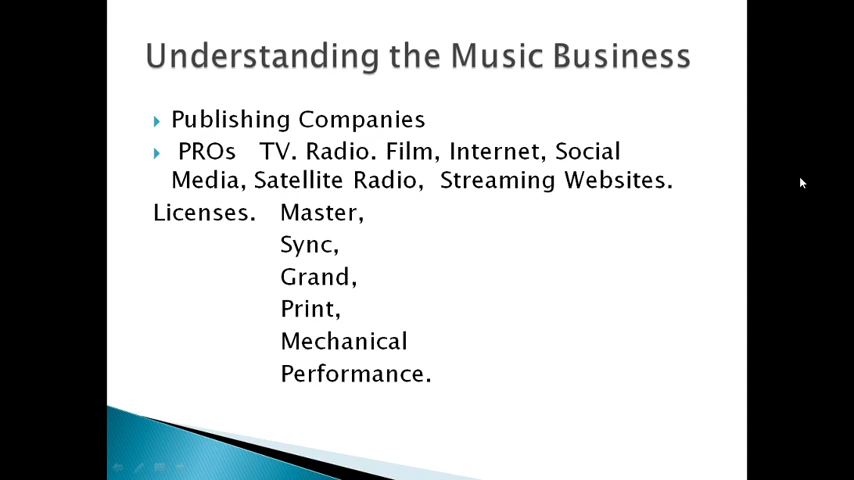 Understanding the Music Business
Publishing Companies
PROs TV. Radio. Film, Internet, Social
Media, Satellite Radio, Streaming Websites.
Licenses. Master,
Sync,
Grand,
Print,
Mechanical
Performance.